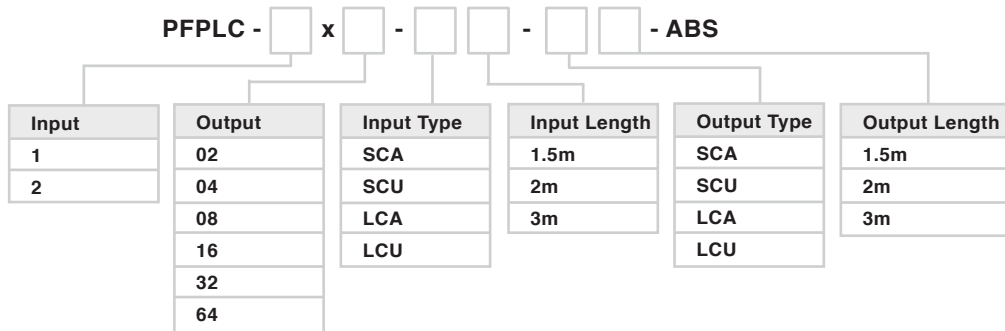 PFPLC - x - - - ABS
Input
1
2
Output
02
04
08
16
32
64
Input Type
SCA
SCU
LCA
LCU
Input Length
1.5m
2m
3m
Output Type
SCA
SCU
LCA
LCU
Output Length
1.5m
2m
3m